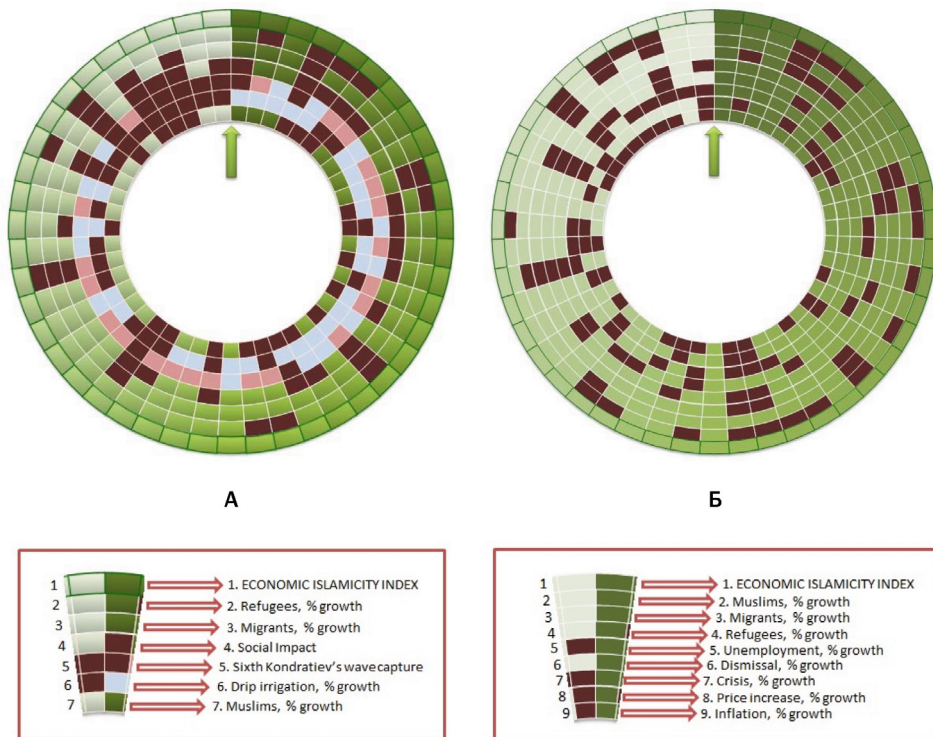 А
Б
1
1. ECONOMIC ISLAMICITY INDEX
2
2. Refugees, % growth
3
3. Migrants, % growth
4
4. Social Impact
5
5. Sixth Kondratiev's wave capture
6
6. Drip irrigation, % growth
7
7. Muslims, % growth
1
1. ECONOMIC ISLAMICITY INDEX
2
2. Muslims, % growth
3
3. Migrants, % growth
4
4. Refugees, % growth
5
5. Unemployment, % growth
6
6. Dismissal, % growth
7
7. Crisis, % growth
8
8. Price increase, % growth
9
9. Inflation, % growth